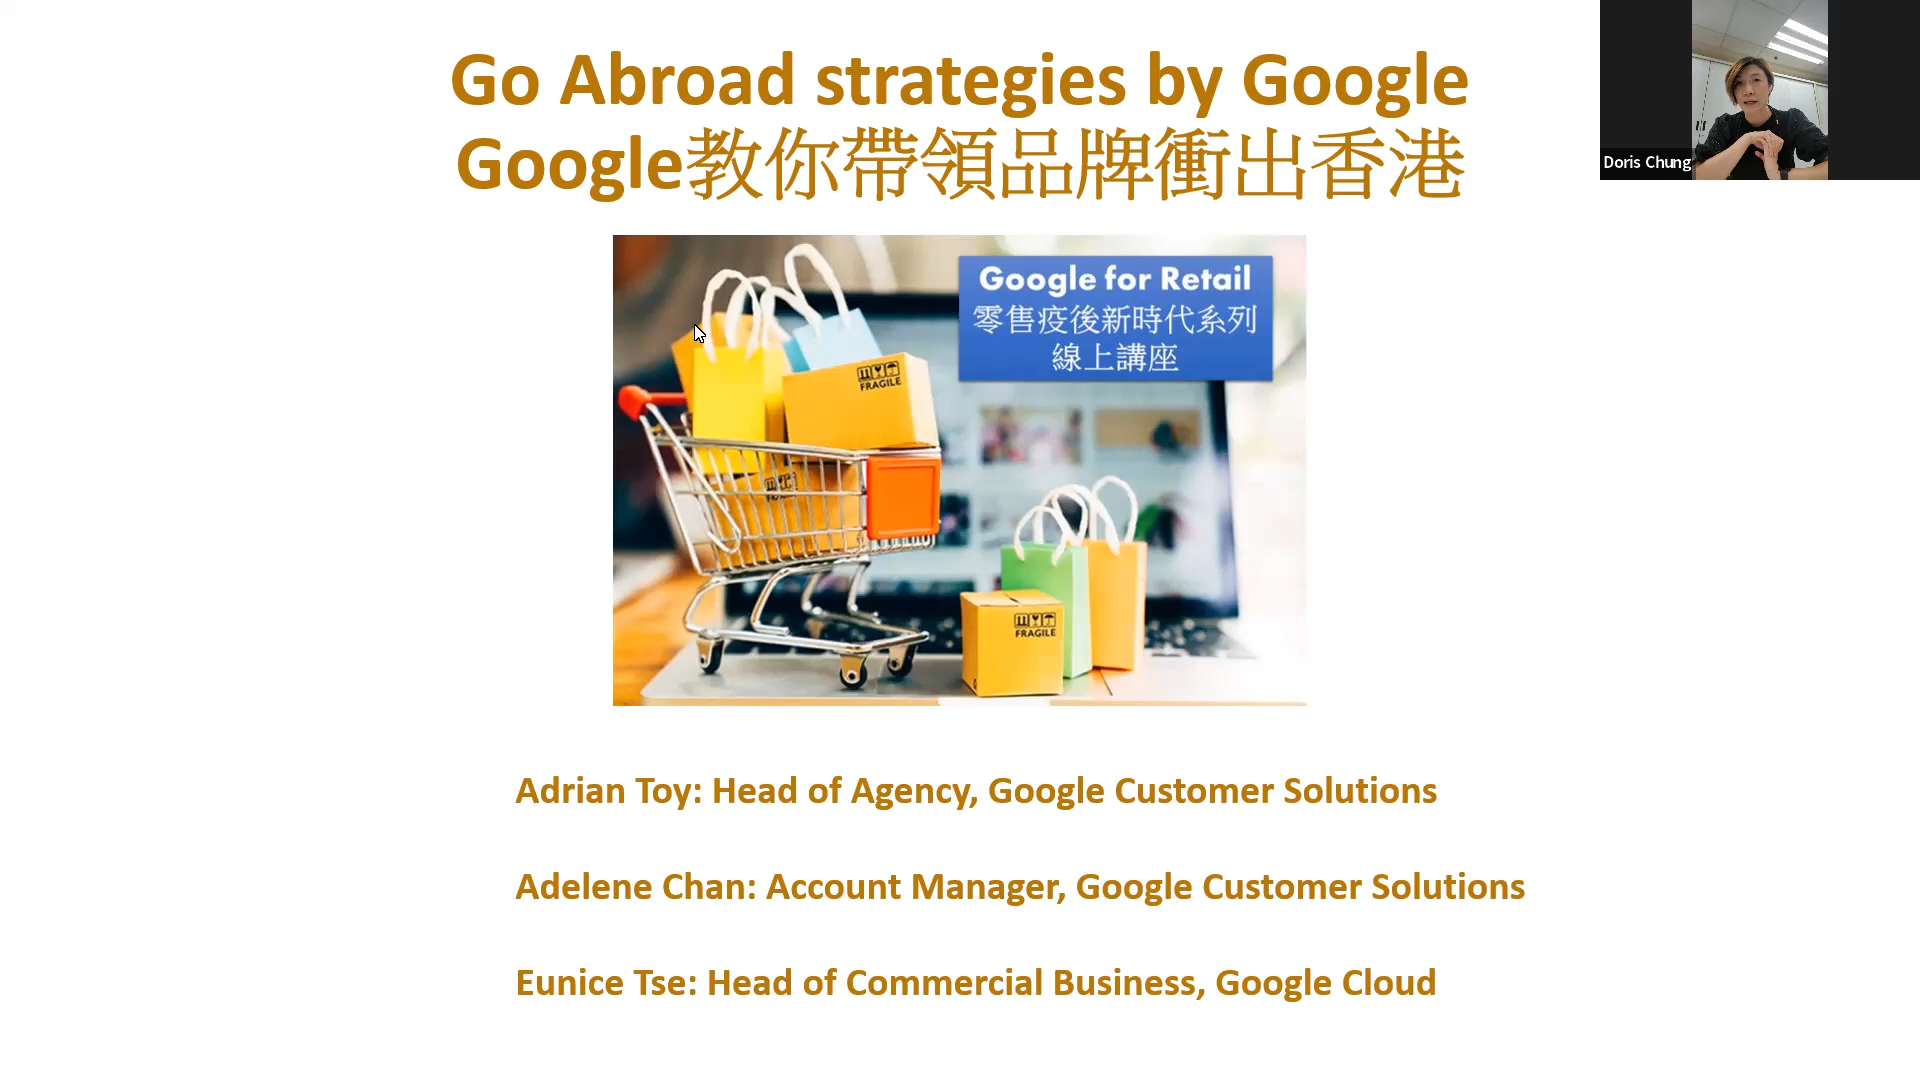 Go Abroad strategies by Google
Google教你帶領品牌衝出香港
Doris Chung
Google for Retail
零售疫後新時代系列
線上講座
FRAGILE
FRAGILE
Adrian Toy: Head of Agency, Google Customer Solutions
Adelene Chan: Account Manager, Google Customer Solutions
Eunice Tse: Head of Commercial Business, Google Cloud